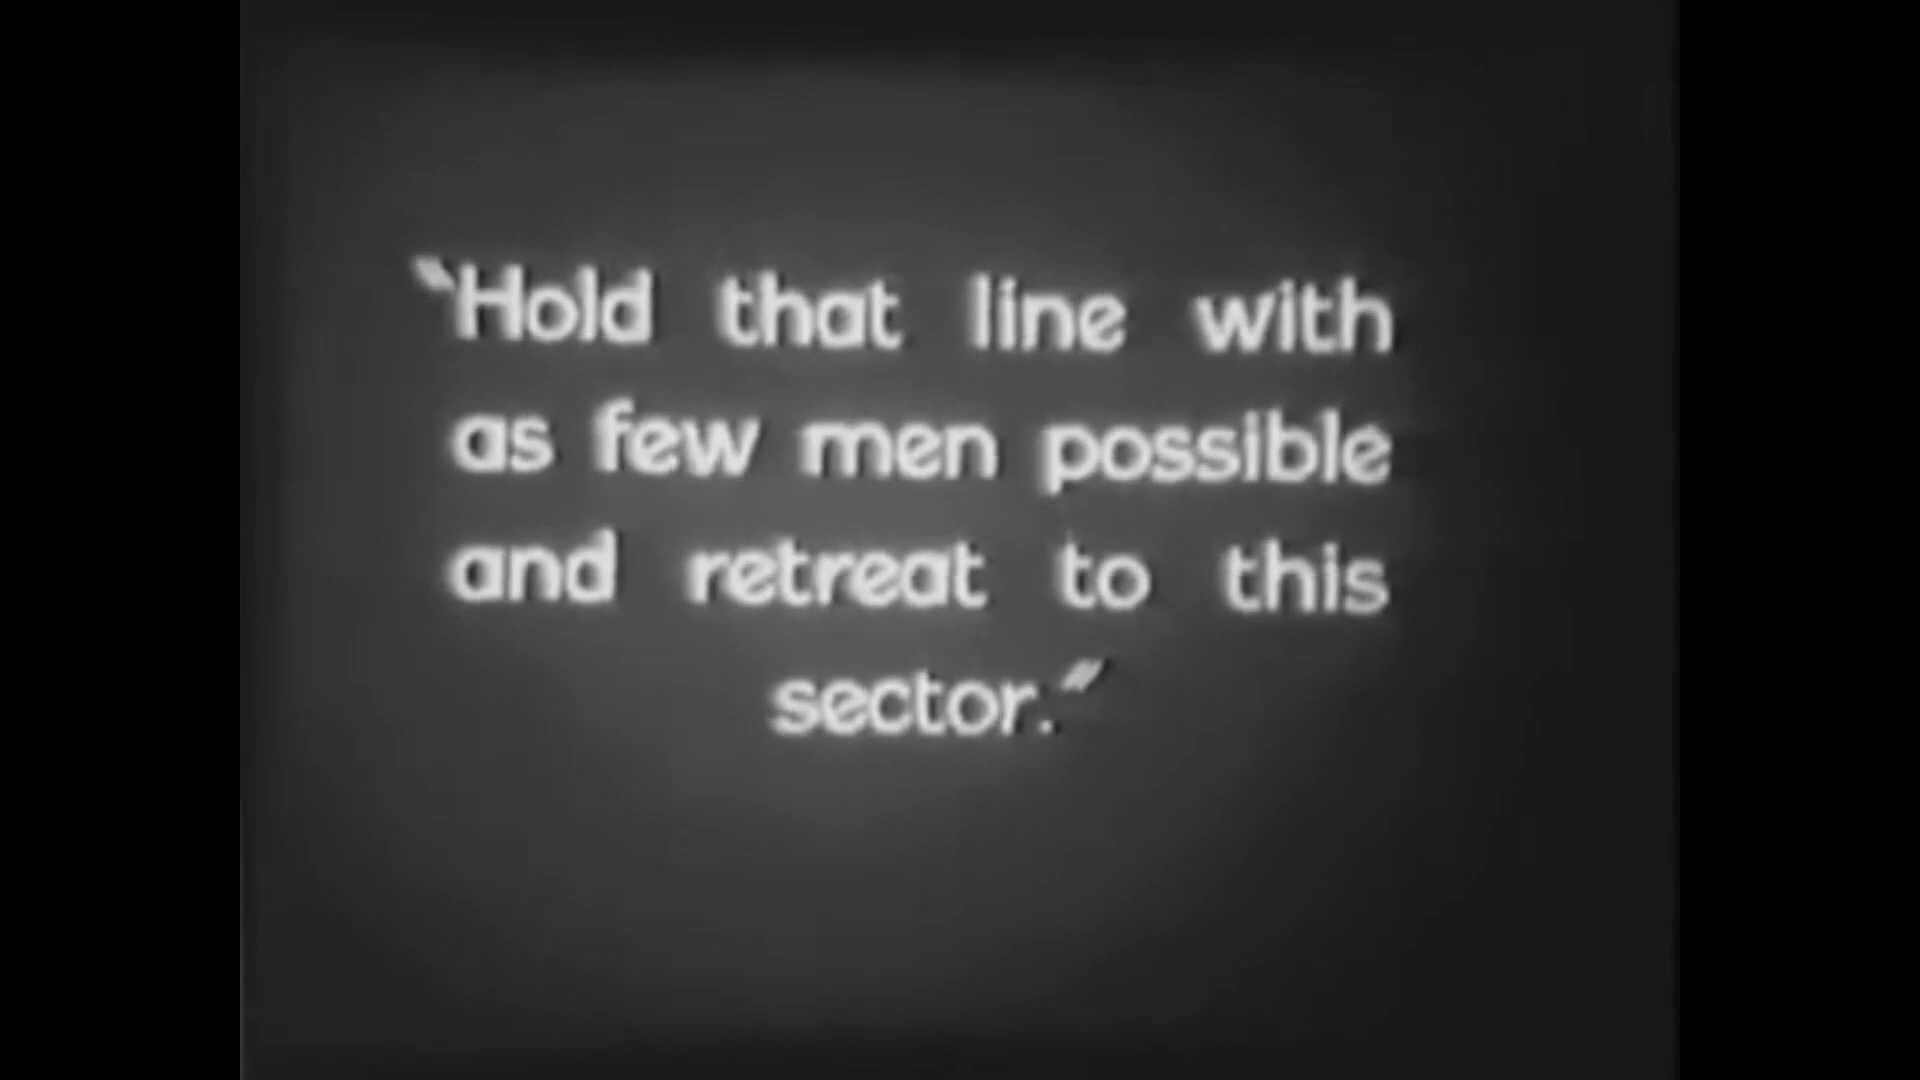 "Hold that line with
as few men possible
and retreat to this
sector."